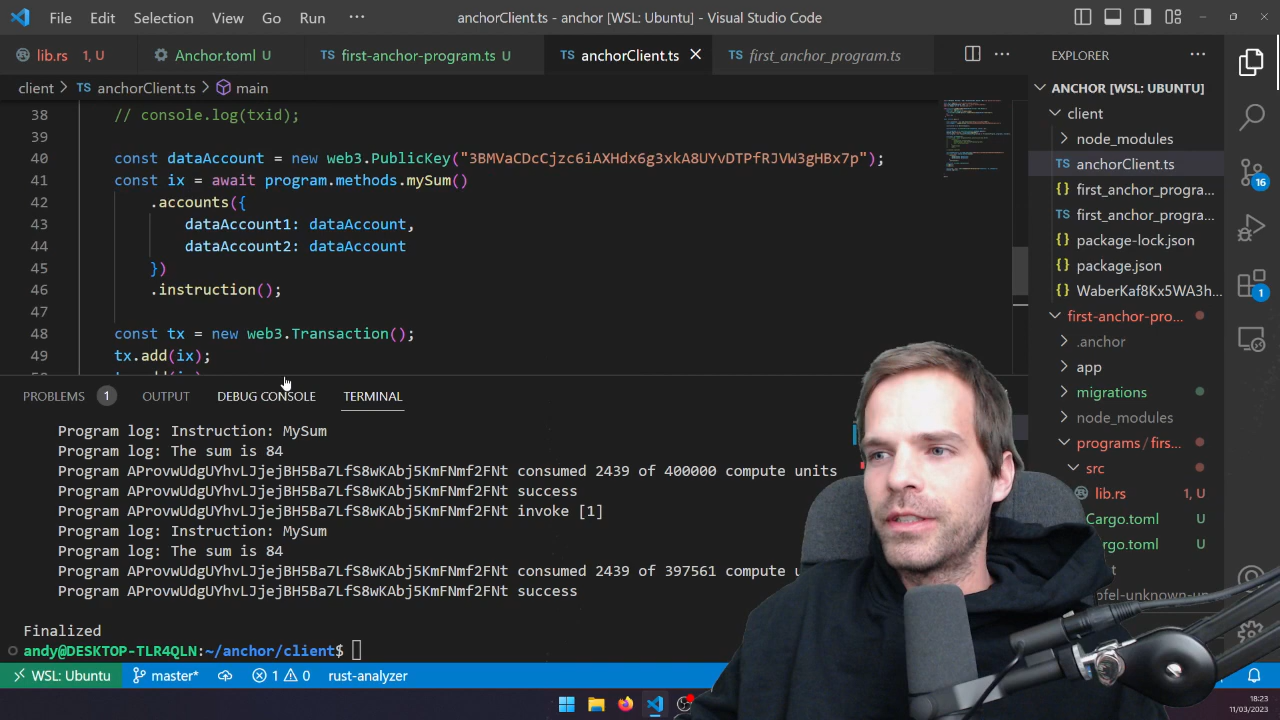 File Edit Selection View Go Run ··· anchorClient.ts - anchor [WSL: Ubuntu] - Visual Studio Code
lib.rs 1, U Anchor.toml U first-anchor-program.ts U anchorClient.ts first_anchor_program.ts ··· EXPLORER ···
client > anchorClient.ts > main
38 // console.log(txid);
39
40 const dataAccount = new web3.PublicKey("3BMVaCDcCjzc6iAXHdx6g3xkA8UYvDTPfRJVW3gHBx7p");
41 const ix = await program.methods.mySum()
42 .accounts({
43 dataAccount1: dataAccount,
44 dataAccount2: dataAccount
45 })
46 .instruction();
47
48 const tx = new web3.Transaction();
49 tx.add(ix);
ANCHOR [WSL: UBUNTU]
client
node_modules
anchorClient.ts
first_anchor_progra...
first_anchor_progra...
package-lock.json
package.json
WaberKaf8Kx5WA3h...
first-anchor-pro...
.anchor
app
migrations
node_modules
programs / firs...
src
lib.rs 1, U
Cargo.toml U
Cargo.toml U
16
1
PROBLEMS 1 OUTPUT DEBUG CONSOLE TERMINAL
Program log: Instruction: MySum
Program log: The sum is 84
Program AProvwUdgUYhvLJjejBH5Ba7LfS8wKAbj5KmFNmf2FNt consumed 2439 of 400000 compute units
Program AProvwUdgUYhvLJjejBH5Ba7LfS8wKAbj5KmFNmf2FNt success
Program AProvwUdgUYhvLJjejBH5Ba7LfS8wKAbj5KmFNmf2FNt invoke [1]
Program log: Instruction: MySum
Program log: The sum is 84
Program AProvwUdgUYhvLJjejBH5Ba7LfS8wKAbj5KmFNmf2FNt consumed 2439 of 397561 compute u
Program AProvwUdgUYhvLJjejBH5Ba7LfS8wKAbj5KmFNmf2FNt success
Finalized
andy@DESKTOP-TLR4QLN:~/anchor/client$
WSL: Ubuntu master* 1 0 rust-analyzer
18:23
11/03/2023